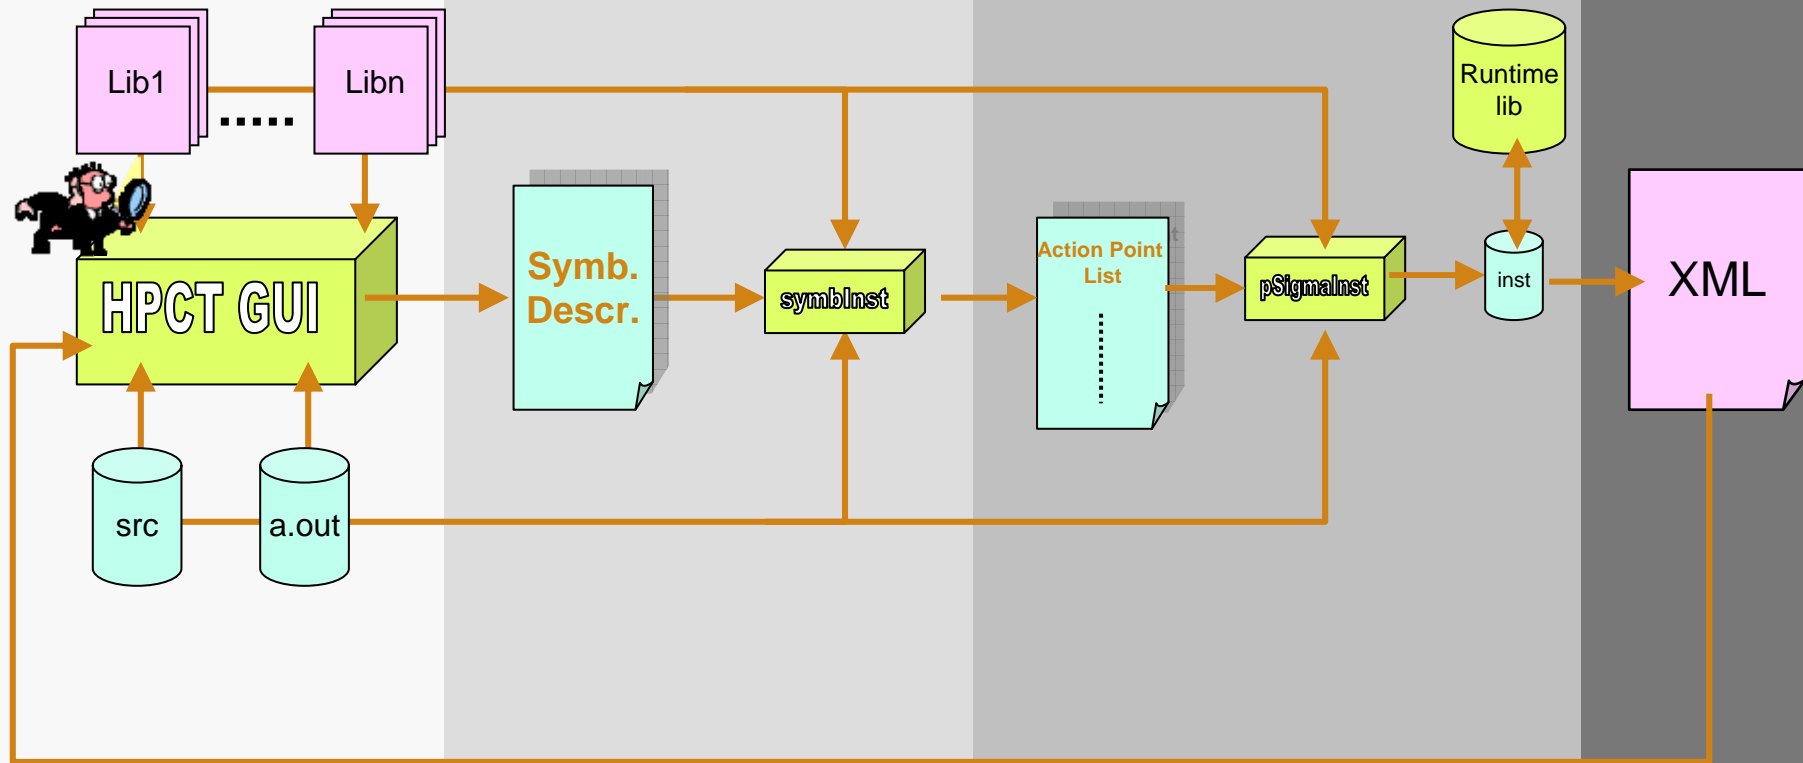 Lib1
Libn
......
Runtime
lib
HPCT GUI
Symb.
Descr.
symbInst
Action Point
List
pSigmaInst
inst
XML
src
a.out